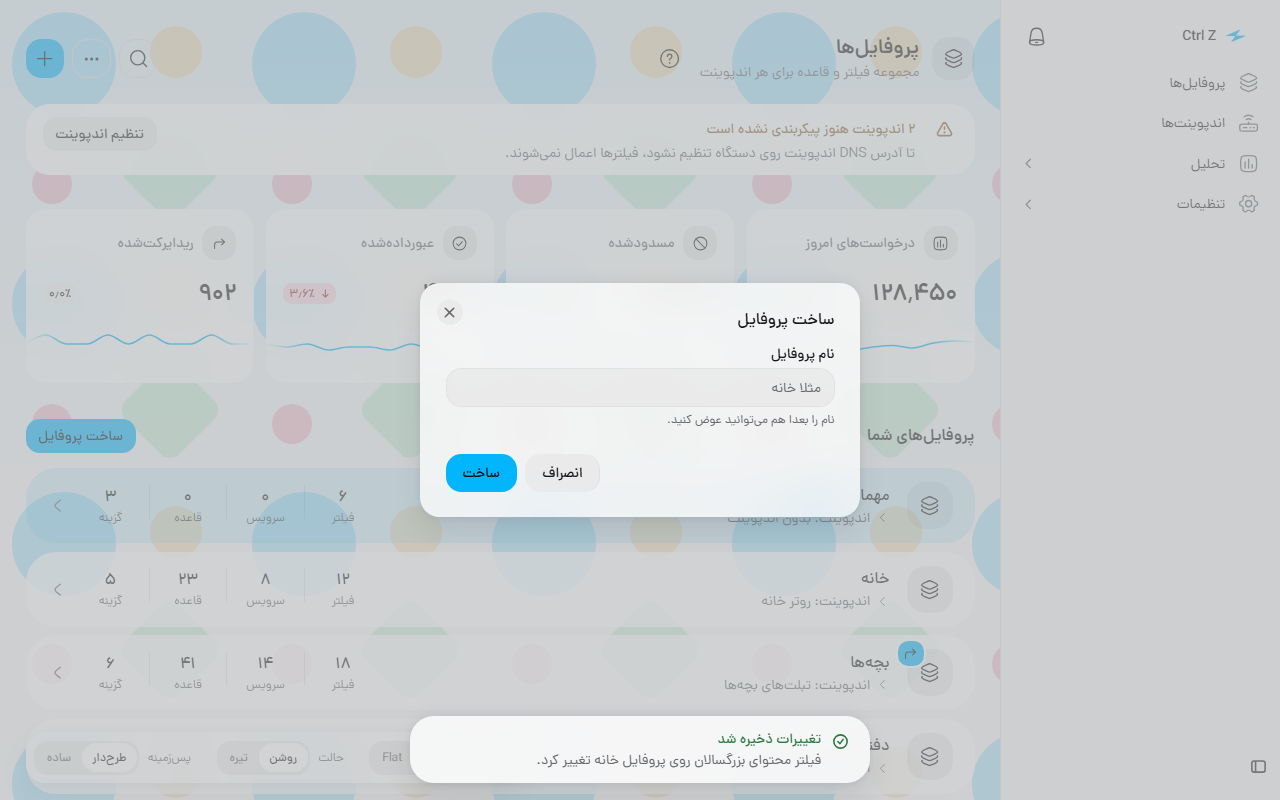 Ctrl Z
پروفایل‌ها
اندپوینت‌ها
تحلیل
تنظیمات
پروفایل‌ها
مجموعه فیلتر و قاعده برای هر اندپوینت
۲ اندپوینت هنوز پیکربندی نشده است
تا آدرس DNS اندپوینت روی دستگاه تنظیم نشود، فیلترها اعمال نمی‌شوند.
تنظیم اندپوینت
درخواست‌های امروز
۱۲۸٬۴۵۰
مسدودشده
عبورداده‌شده
۳٫۶٪
ریدایرکت‌شده
۹۰۲
۰٫۰٪
ساخت پروفایل
نام پروفایل
مثلا خانه
نام را بعدا هم می‌توانید عوض کنید.
انصراف
ساخت
پروفایل‌های شما
ساخت پروفایل
اندپوینت: بدون اندپوینت
۶ فیلتر
۰ سرویس
۰ قاعده
۳ گزینه
خانه
اندپوینت: روتر خانه
۱۲ فیلتر
۸ سرویس
۲۳ قاعده
۵ گزینه
بچه‌ها
اندپوینت: تبلت‌های بچه‌ها
۱۸ فیلتر
۱۴ سرویس
۴۱ قاعده
۶ گزینه
تغییرات ذخیره شد
فیلتر محتوای بزرگسالان روی پروفایل خانه تغییر کرد.
Flat
حالت
روشن
تیره
پس‌زمینه
طرح‌دار
ساده